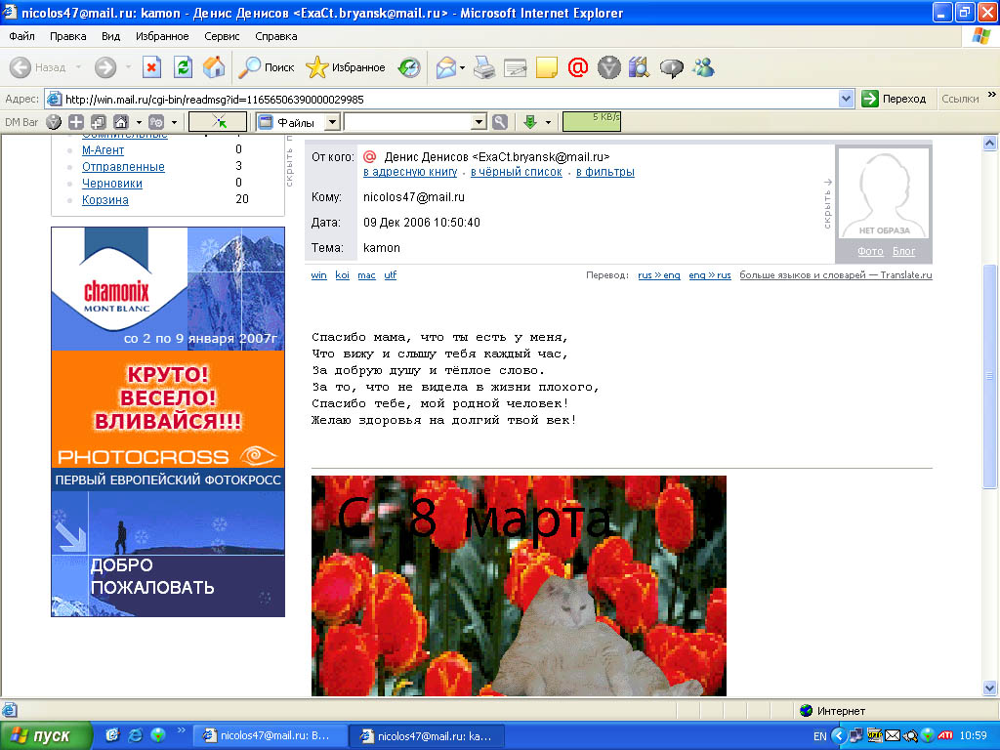 nicolos47@mail.ru: kamon - Денис Денисов <ExaCt.bryansk@mail.ru> - Microsoft Internet Explorer
Файл Правка Вид Избранное Сервис Справка
Назад Поиск Избранное
Адрес: http://win.mail.ru/cgi-bin/readmsg?id=11656506390000029985 Переход Ссылки »
DM Bar Файлы 5 KB/s
Сомнительные
М-Агент 0
Отправленные 3
Черновики 0
Корзина 20
скрыть
chamonix
MONT BLANC
со 2 по 9 января 2007г
КРУТО!
ВЕСЕЛО!
ВЛИВАЙСЯ!!!
PHOTOCROSS
ПЕРВЫЙ ЕВРОПЕЙСКИЙ ФОТОКРОСС
ДОБРО
ПОЖАЛОВАТЬ
От кого: @ Денис Денисов <ExaCt.bryansk@mail.ru>
в адресную книгу · в чёрный список · в фильтры
Кому: nicolos47@mail.ru
Дата: 09 Дек 2006 10:50:40
Тема: kamon
скрыть →
НЕТ ОБРАЗА
Фото Блог
win koi mac utf Перевод: rus » eng eng » rus больше языков и словарей — Translate.ru
Спасибо мама, что ты есть у меня,
Что вижу и слышу тебя каждый час,
За добрую душу и тёплое слово.
За то, что не видела в жизни плохого,
Спасибо тебе, мой родной человек!
Желаю здоровья на долгий твой век!
С 8 марта
Интернет
пуск » nicolos47@mail.ru: В... nicolos47@mail.ru: ka... EN 10:59